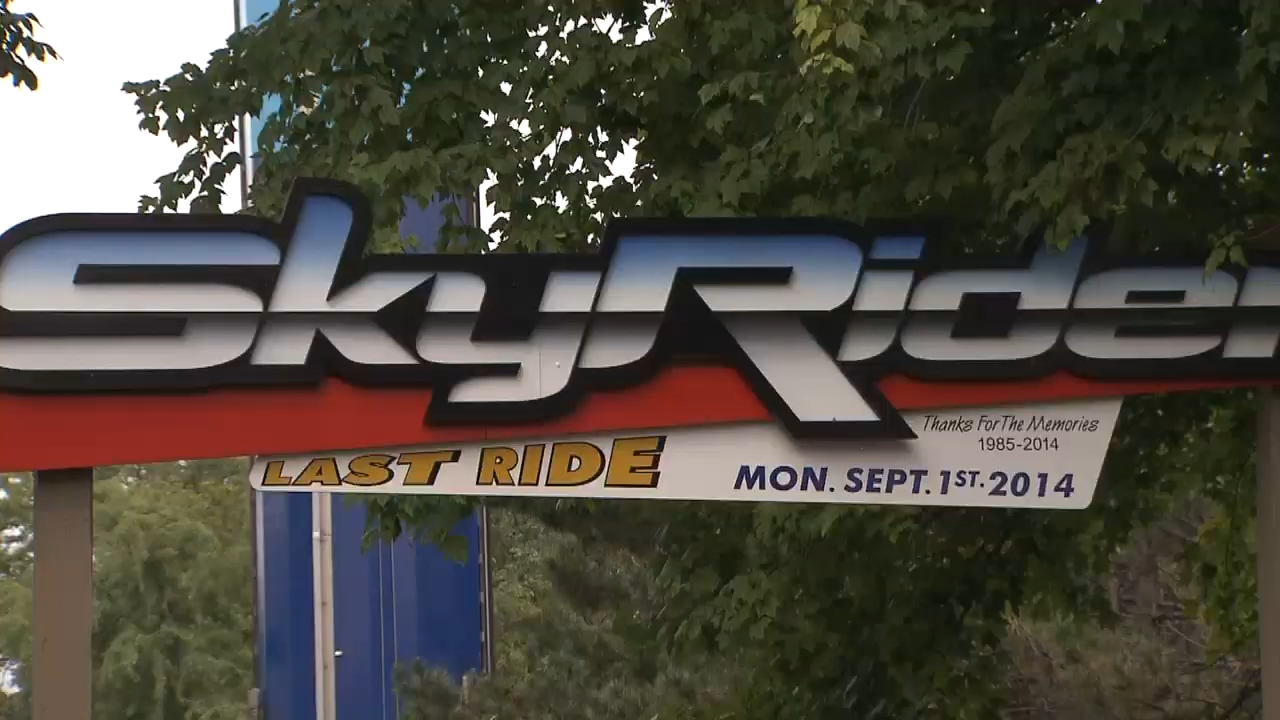 SkyRider
Thanks For The Memories
1985-2014
LAST RIDE
MON. SEPT. 1ST. 2014